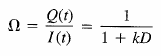 Ω = Q(t) / I(t) = 1 / 1 + kD